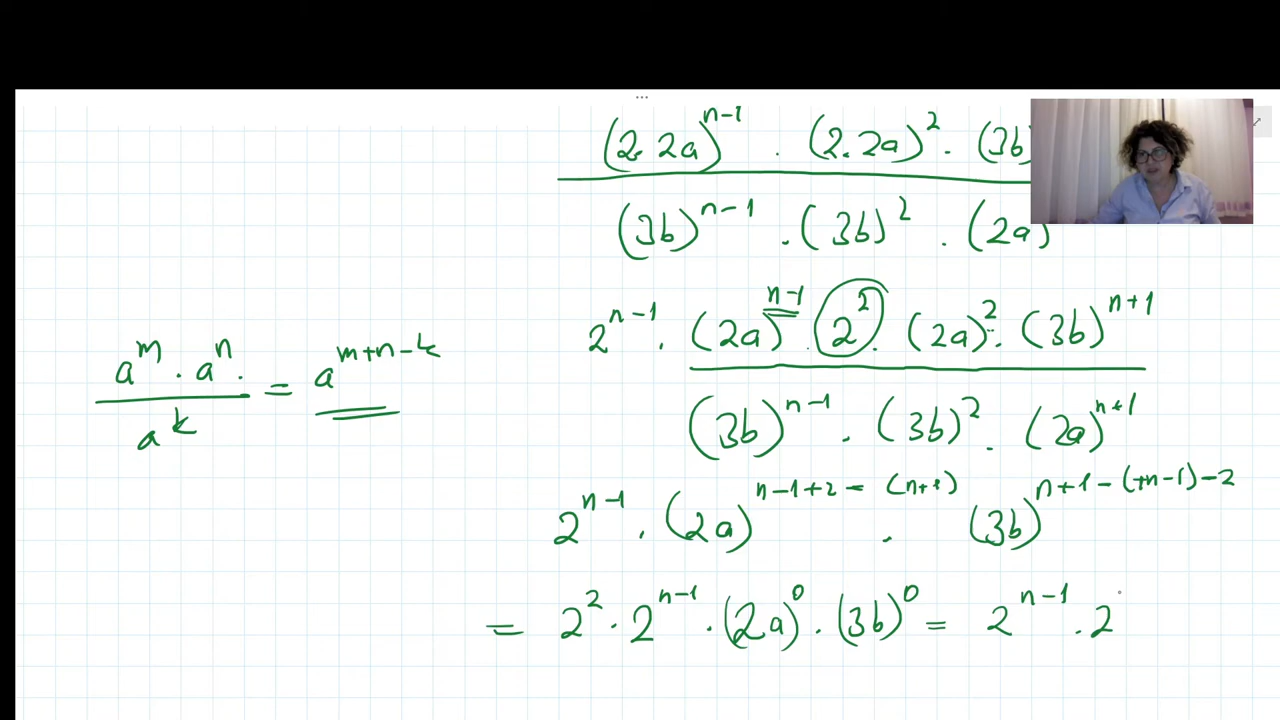 (2.2a)^{n-1} . (2.2a)^2 . (3b)
(3b)^{n-1} . (3b)^2 . (2a)
2^{n-1} . (2a)^{n-1} . 2^2 . (2a)^2 . (3b)^{n+1}
(3b)^{n-1} . (3b)^2 . (2a)^{n+1}
a^m . a^n . = a^{m+n-k}
a^k
2^{n-1} . (2a)^{n-1+2-(n+1)} . (3b)^{n+1-(+n-1)-2}
= 2^2 . 2^{n-1} . (2a)^0 . (3b)^0 = 2^{n-1} . 2